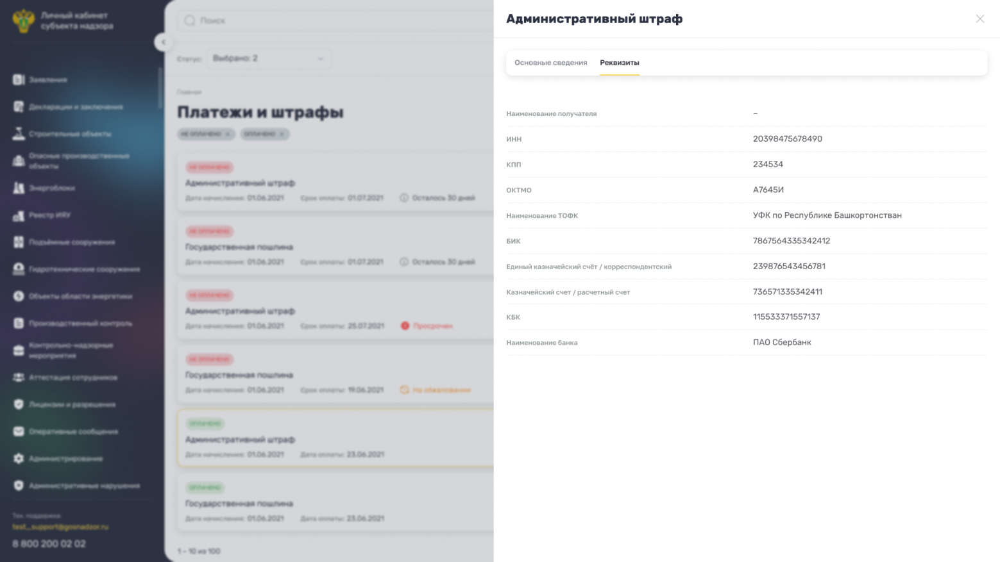 Личный кабинет
субъекта надзора
Заявления
Декларации и заключения
Строительные объекты
Опасные производственные
объекты
Энергоблоки
Реестр ИЯУ
Подъёмные сооружения
Гидротехнические сооружения
Объекты области энергетики
Производственный контроль
Контрольно-надзорные
мероприятия
Аттестация сотрудников
Лицензии и разрешения
Оперативные сообщения
Администрирование
Административные нарушения
Тех. поддержка:
test_support@gosnadzor.ru
8 800 200 02 02
Поиск
Статус: Выбрано: 2
Главная
Платежи и штрафы
НЕ ОПЛАЧЕНО ОПЛАЧЕНО
НЕ ОПЛАЧЕНО
Административный штраф
Дата начисления: 01.06.2021 Срок оплаты: 01.07.2021 Осталось 30 дней
НЕ ОПЛАЧЕНО
Государственная пошлина
Дата начисления: 01.06.2021 Срок оплаты: 01.07.2021 Осталось 30 дней
НЕ ОПЛАЧЕНО
Административный штраф
Дата начисления: 01.06.2021 Срок оплаты: 25.07.2021 Просрочен
НЕ ОПЛАЧЕНО
Государственная пошлина
Дата начисления: 01.06.2021 Срок оплаты: 19.06.2021 На обжаловании
ОПЛАЧЕНО
Административный штраф
Дата начисления: 01.06.2021 Дата оплаты: 23.06.2021
ОПЛАЧЕНО
Государственная пошлина
Дата начисления: 01.06.2021 Дата оплаты: 23.06.2021
1 – 10 из 100
Административный штраф
Основные сведения Реквизиты
Наименование получателя –
ИНН 20398475678490
КПП 234534
ОКТМО А7645И
Наименование ТОФК УФК по Республике Башкортонстван
БИК 7867564335342412
Единый казначейский счёт / корреспондентский 239876543456781
Казначейский счет / расчетный счет 736571335342411
КБК 115533371557137
Наименование банка ПАО Сбербанк